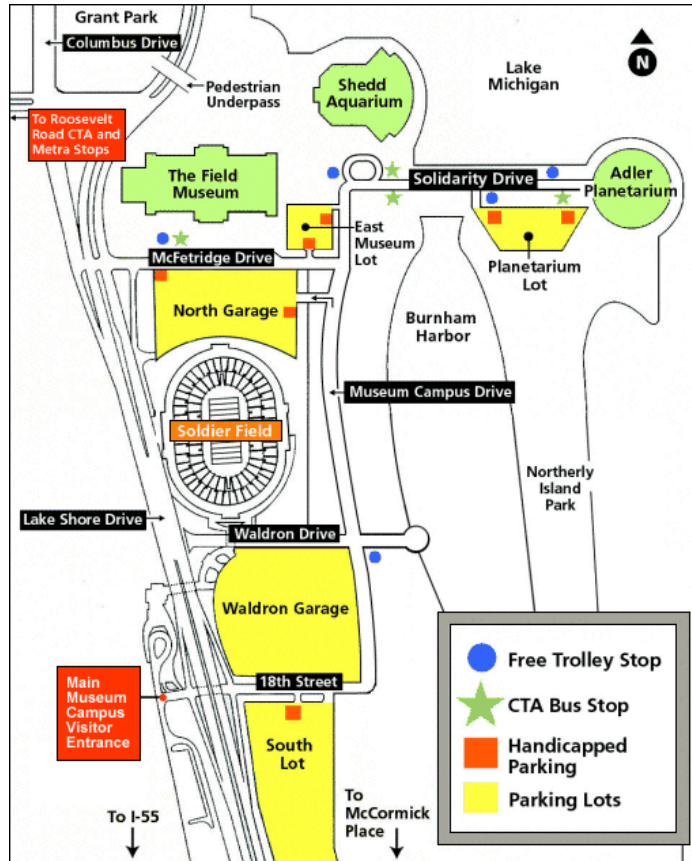 Grant Park
Columbus Drive
Pedestrian
Underpass
Shedd
Aquarium
Lake
Michigan
N
To Roosevelt
Road CTA and
Metra Stops
The Field
Museum
Solidarity Drive
Adler
Planetarium
East
Museum
Lot
McFetridge Drive
Planetarium
Lot
North Garage
Burnham
Harbor
Museum Campus Drive
Soldier Field
Northerly
Island
Park
Lake Shore Drive
Waldron Drive
Waldron Garage
18th Street
Main
Museum
Campus
Visitor
Entrance
South
Lot
To I-55
To
McCormick
Place
Free Trolley Stop
CTA Bus Stop
Handicapped
Parking
Parking Lots